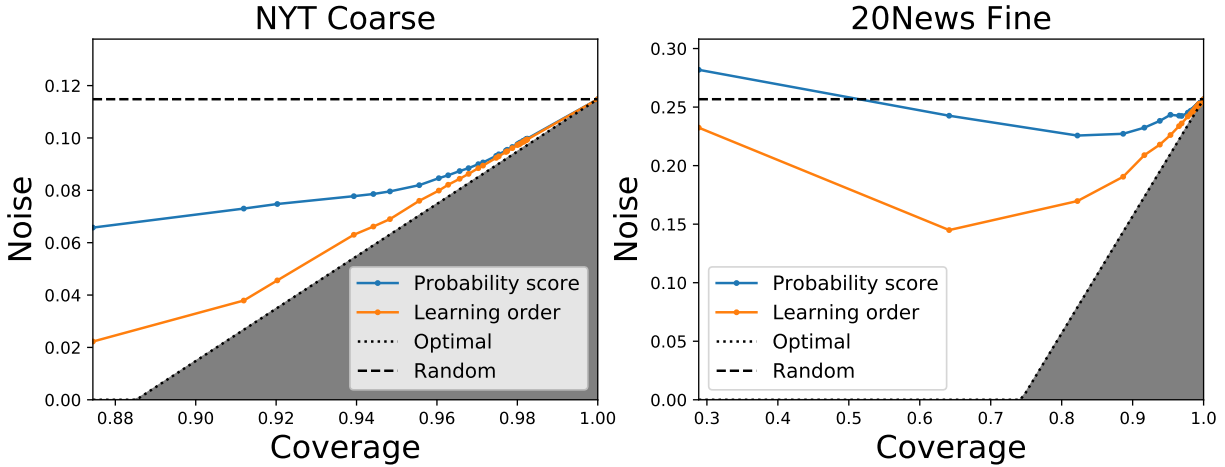 NYT Coarse
Noise
0.12
0.10
0.08
0.06
0.04
0.02
0.00
Probability score
Learning order
Optimal
Random
0.88 0.90 0.92 0.94 0.96 0.98 1.00
Coverage
20News Fine
Noise
0.30
0.25
0.20
0.15
0.10
0.05
0.00
Probability score
Learning order
Optimal
Random
0.3 0.4 0.5 0.6 0.7 0.8 0.9 1.0
Coverage